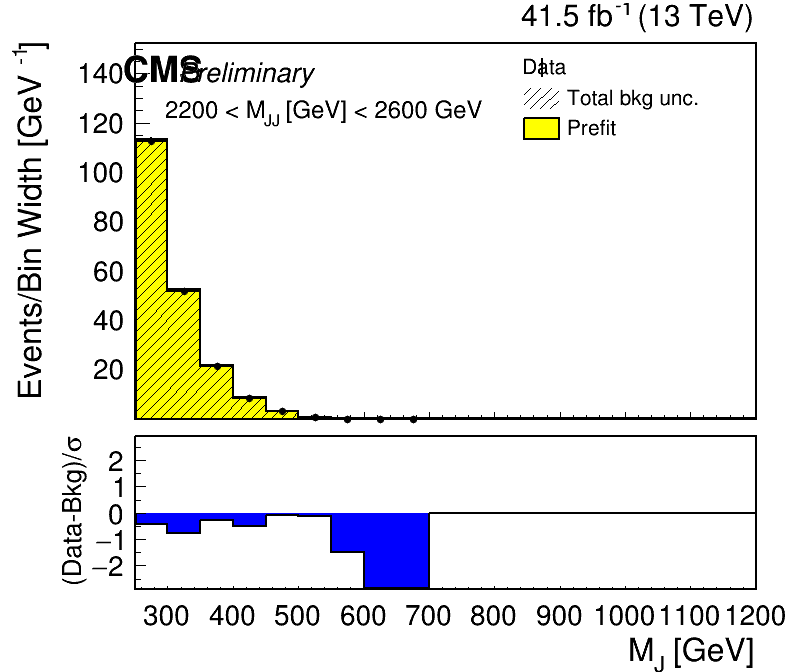 41.5 fb⁻¹ (13 TeV)
Events/Bin Width [GeV⁻¹]
140
120
100
80
60
40
20
CMS Preliminary
2200 < M_JJ [GeV] < 2600 GeV
Data
Total bkg unc.
Prefit
(Data-Bkg)/σ
2
1
0
−1
−2
300 400 500 600 700 800 900 1000 1100 1200
M_J [GeV]